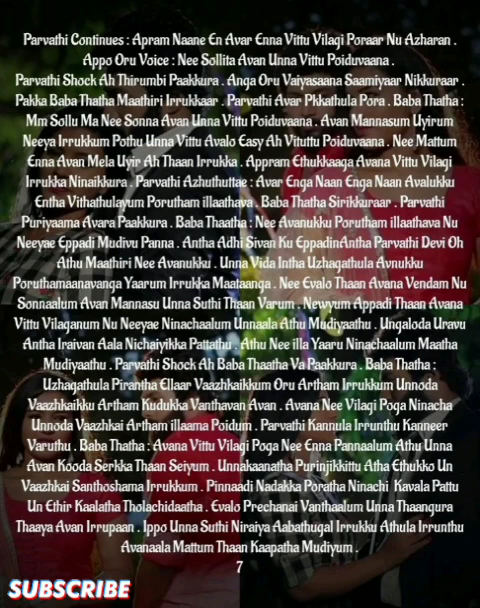 Parvathi Continues : Apram Naane En Avar Enna Vittu Vilagi Poraar Nu Azharan .
Appo Oru Voice : Nee Sollita Avan Unna Vittu Poiduvaana .
Parvathi Shock Ah Thirumbi Paakkura . Anga Oru Vaiyasaana Saamiyaar Nikkuraar .
Pakka Baba Thatha Maathiri Irrukkaar . Parvathi Avar Pkkathula Pora . Baba Thatha :
Mm Sollu Ma Nee Sonna Avan Unna Vittu Poiduvaana . Avan Mannasum Uyirum
Neeya Irrukkum Pothu Unna Vittu Avalo Easy Ah Vituttu Poiduvaana . Nee Mattum
Enna Avan Mela Uyir Ah Thaan Irrukka . Appram Ethukkaaga Avana Vittu Vilagi
Irrukka Ninaikkura . Parvathi Azhuthuttae : Avar Enga Naan Enga Naan Avalukku
Entha Vithathulayum Porutham illaathava . Baba Thatha Sirikkuraar . Parvathi
Puriyaama Avara Paakkura . Baba Thaatha : Nee Avanukku Porutham illaathava Nu
Neeyae Eppadi Mudivu Panna . Antha Adhi Sivan Ku EppadinAntha Parvathi Devi Oh
Athu Maathiri Nee Avanukku . Unna Vida Intha Uzhagathula Avnukku
Poruthamaanavanga Yaarum Irrukka Maataanga . Nee Evalo Thaan Avana Vendam Nu
Sonnaalum Avan Mannasu Unna Suthi Thaan Varum . Newyum Appadi Thaan Avana
Vittu Vilaganum Nu Neeyae Ninachaalum Unnaala Athu Mudiyaathu . Ungaloda Uravu
Antha Iraivan Aala Nichaiyikka Pattathu . Athu Nee illa Yaaru Ninachaalum Maatha
Mudiyaathu . Parvathi Shock Ah Baba Thaatha Va Paakkura . Baba Thatha :
Uzhagathula Pirantha Ellaar Vaazhkaikkum Oru Artham Irrukkum Unnoda
Vaazhkaikku Artham Kudukka Vanthavan Avan . Avana Nee Vilagi Poga Ninacha
Unnoda Vaazhkai Artham illaama Poidum . Parvathi Kannula Irrunthu Kanneer
Varuthu . Baba Thatha : Avana Vittu Vilagi Poga Nee Enna Pannaalum Athu Unna
Avan Kooda Serkka Thaan Seiyum . Unnakaanatha Purinjikkittu Atha Ethukko Un
Vaazhkai Santhoshama Irrukkum . Pinnaadi Nadakka Poratha Ninachi Kavala Pattu
Un Ethir Kaalatha Tholachidaatha . Evalo Prechanai Vanthaalum Unna Thaangura
Thaaya Avan Irrupaan . Ippo Unna Suthi Niraiya Aabathugal Irrukku Athula Irrunthu
Avanaala Mattum Thaan Kaapatha Mudiyum .
7
SUBSCRIBE